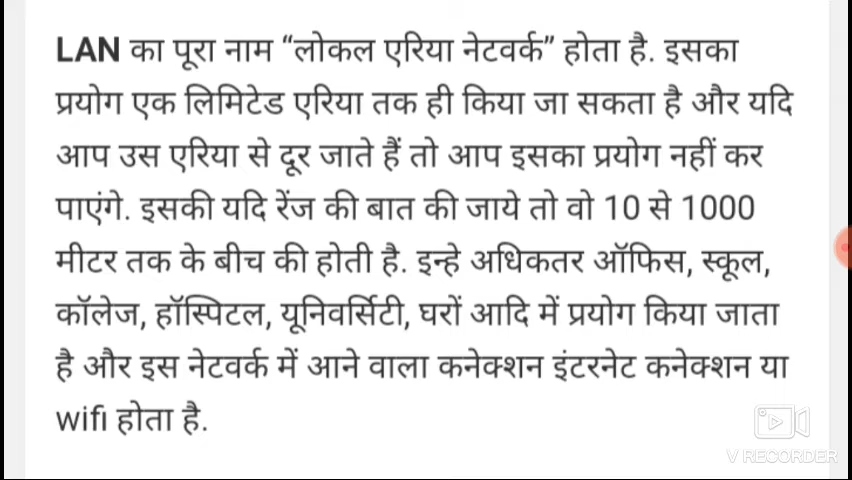 LAN का पूरा नाम “लोकल एरिया नेटवर्क” होता है. इसका
प्रयोग एक लिमिटेड एरिया तक ही किया जा सकता है और यदि
आप उस एरिया से दूर जाते हैं तो आप इसका प्रयोग नहीं कर
पाएंगे. इसकी यदि रेंज की बात की जाये तो वो 10 से 1000
मीटर तक के बीच की होती है. इन्हे अधिकतर ऑफिस, स्कूल,
कॉलेज, हॉस्पिटल, यूनिवर्सिटी, घरों आदि में प्रयोग किया जाता
है और इस नेटवर्क में आने वाला कनेक्शन इंटरनेट कनेक्शन या
wifi होता है.
V RECORDER